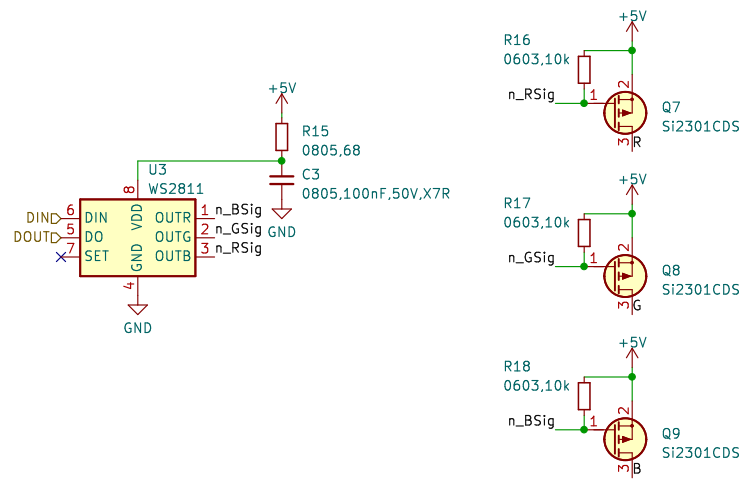 +5V
R15
0805,68
U3
WS2811
C3
0805,100nF,50V,X7R
GND
8
VDD
DIN 6 DIN OUTR 1 n_BSig
DOUT 5 DO OUTG 2 n_GSig
7 SET OUTB 3 n_RSig
GND
4
GND
+5V
R16
0603,10k
2
n_RSig 1
Q7
Si2301CDS
3 R
+5V
R17
0603,10k
2
n_GSig 1
Q8
Si2301CDS
3 G
+5V
R18
0603,10k
2
n_BSig 1
Q9
Si2301CDS
3 B